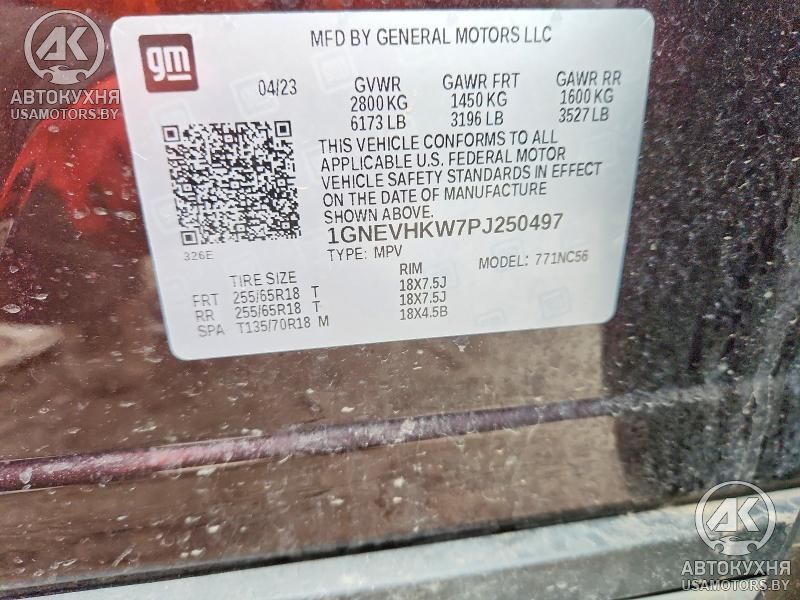 AK
АВТОКУХНЯ
USAMOTORS.BY
gm
MFD BY GENERAL MOTORS LLC
04/23
GVWR
2800 KG
6173 LB
GAWR FRT
1450 KG
3196 LB
GAWR RR
1600 KG
3527 LB
THIS VEHICLE CONFORMS TO ALL
APPLICABLE U.S. FEDERAL MOTOR
VEHICLE SAFETY STANDARDS IN EFFECT
ON THE DATE OF MANUFACTURE
SHOWN ABOVE.
1GNEVHKW7PJ250497
326E
TYPE: MPV
MODEL: 771NC56
TIRE SIZE
RIM
FRT 255/65R18 T 18X7.5J
RR 255/65R18 T 18X7.5J
SPA T135/70R18 M 18X4.5B
AK
АВТОКУХНЯ
USAMOTORS.BY